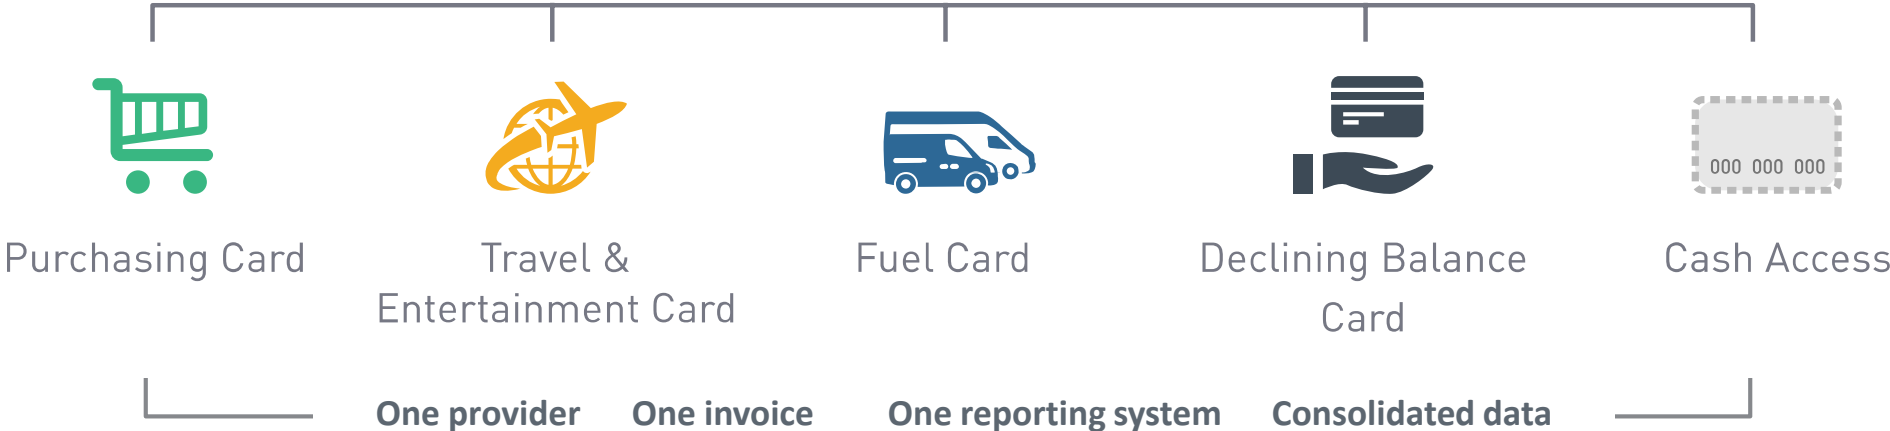 000 000 000
Purchasing Card
Travel &
Entertainment Card
Fuel Card
Declining Balance
Card
Cash Access
One provider
One invoice
One reporting system
Consolidated data